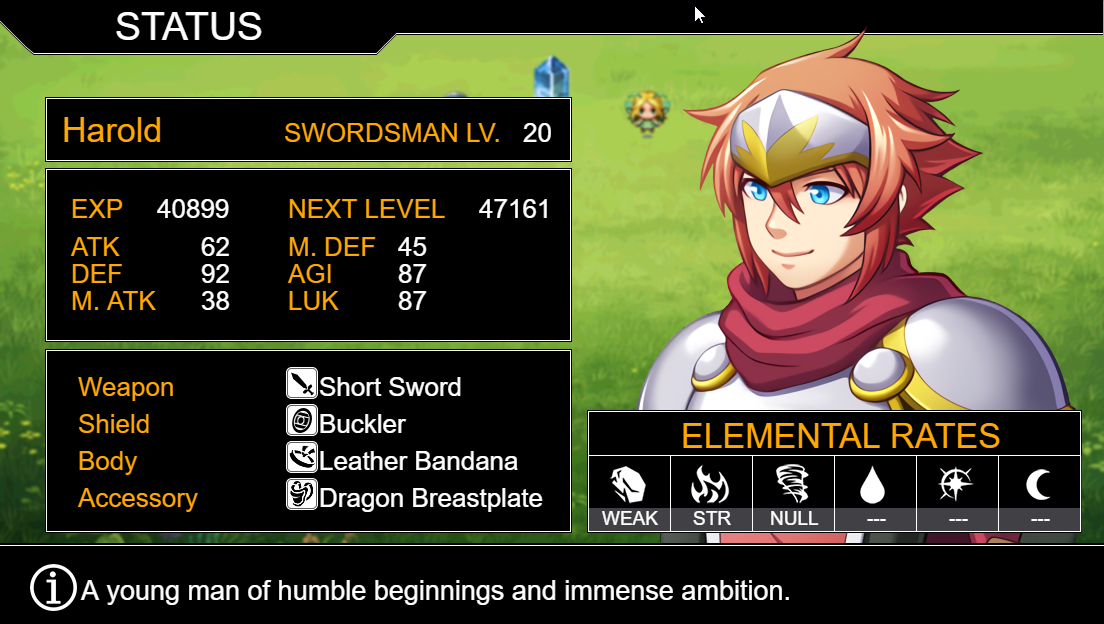 STATUS
Harold SWORDSMAN LV. 20
EXP 40899 NEXT LEVEL 47161
ATK 62 M. DEF 45
DEF 92 AGI 87
M. ATK 38 LUK 87
Weapon Short Sword
Shield Buckler
Body Leather Bandana
Accessory Dragon Breastplate
ELEMENTAL RATES
WEAK STR NULL --- --- ---
A young man of humble beginnings and immense ambition.